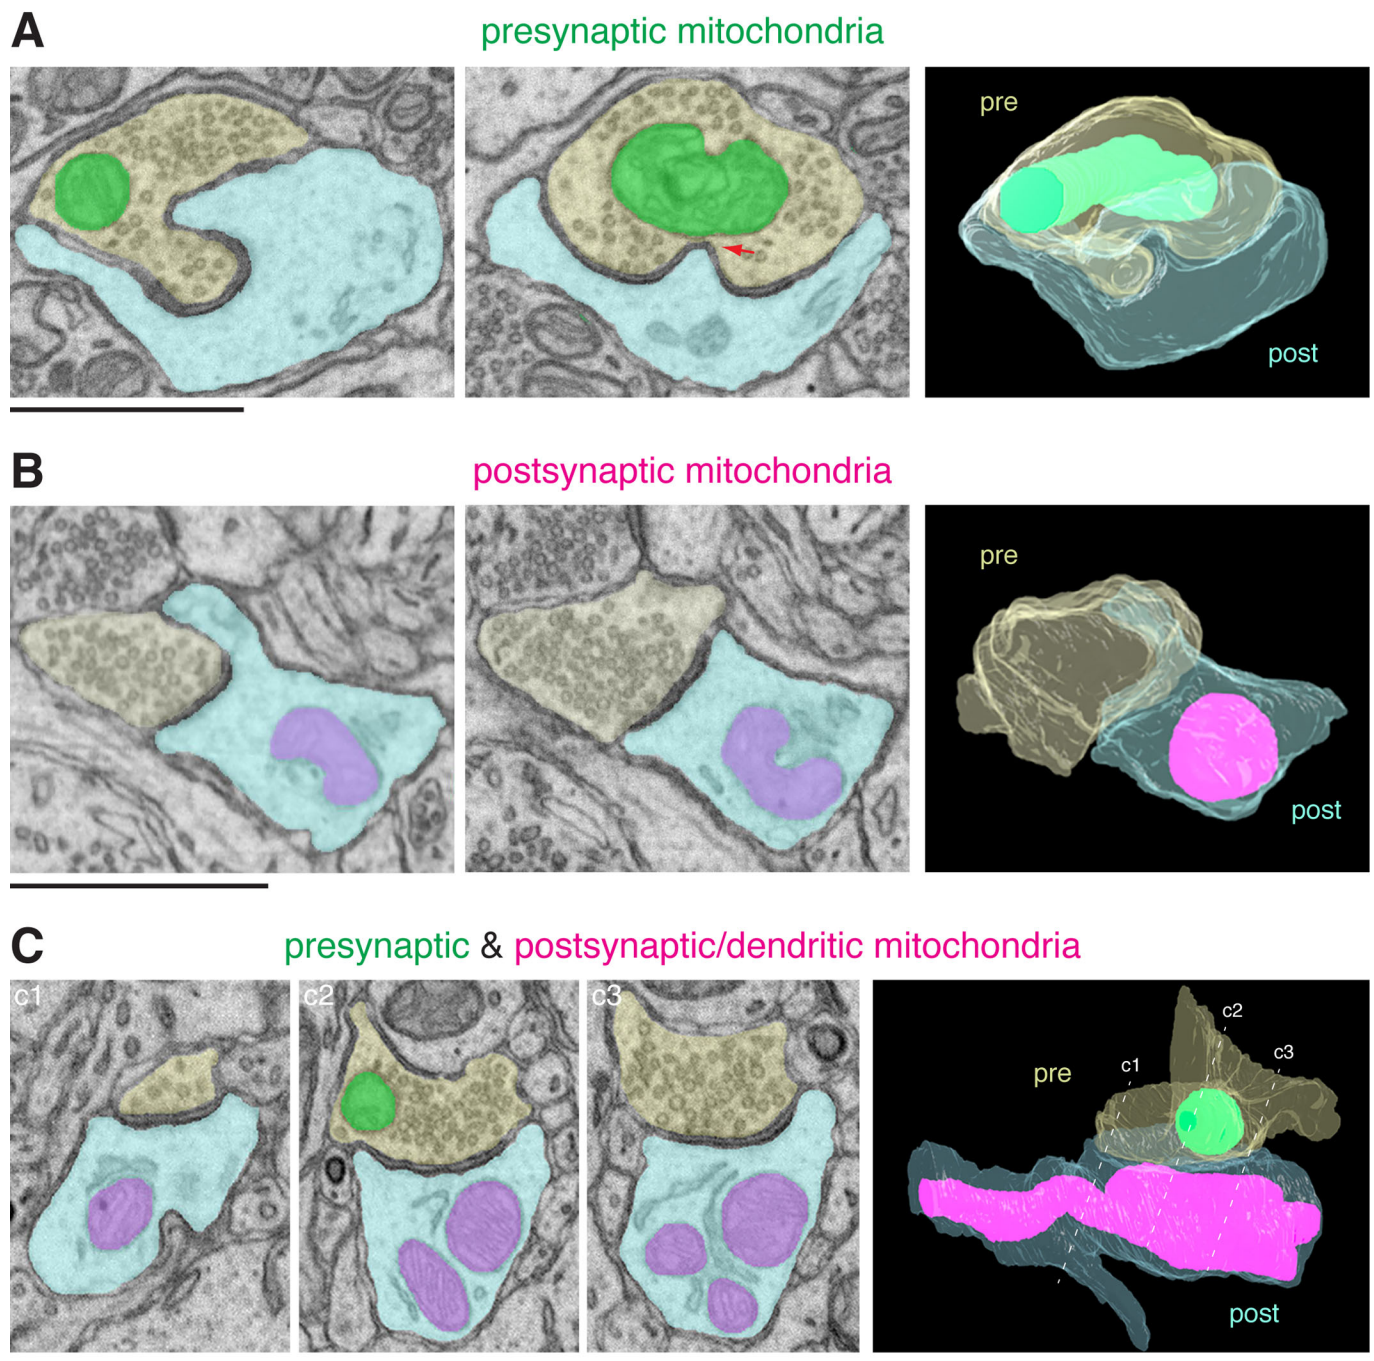 A
presynaptic mitochondria
pre
post
B
postsynaptic mitochondria
pre
post
C
presynaptic & postsynaptic/dendritic mitochondria
c1
c2
c3
c2
c3
c1
pre
post